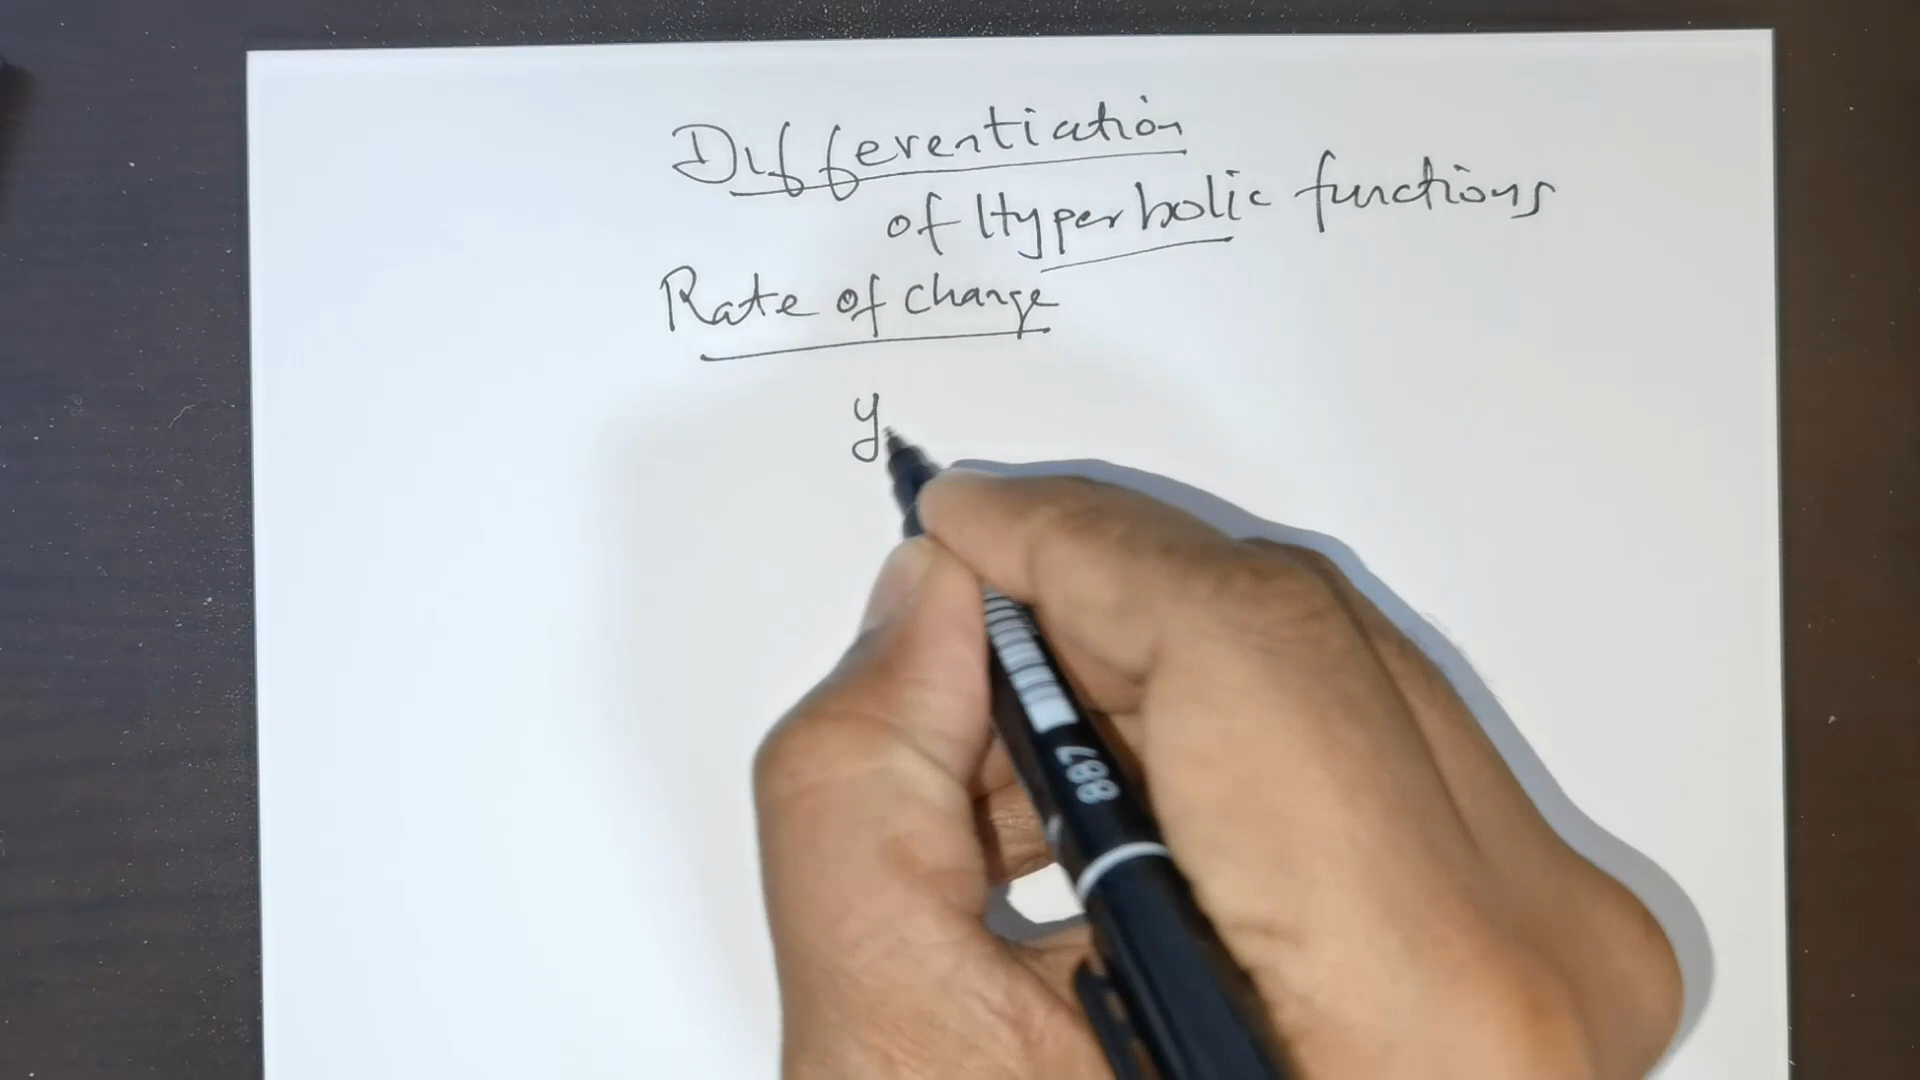 Differentiation
of Hyperbolic functions
Rate of change
y
887